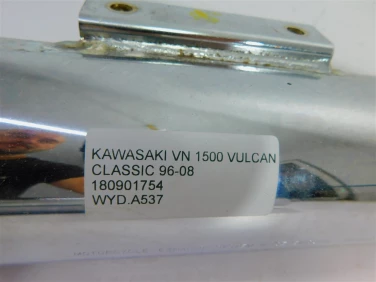 KAWASAKI VN 1500 VULCAN
CLASSIC 96-08
180901754
WYD.A537